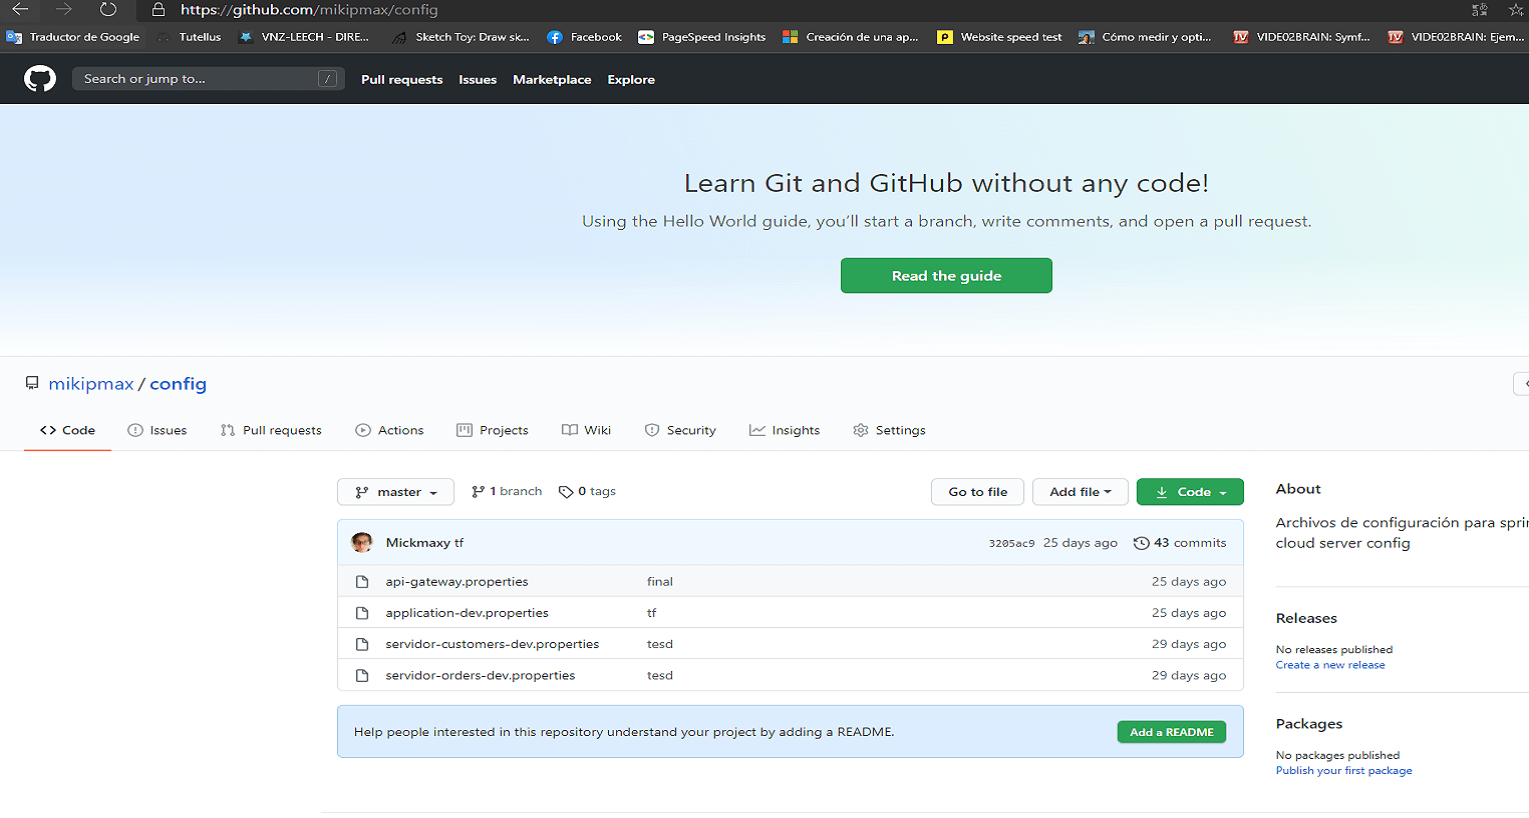 https://github.com/mikipmax/config
Traductor de Google
Tutellus
VNZ-LEECH - DIRE...
Sketch Toy: Draw sk...
Facebook
PageSpeed Insights
Creación de una ap...
Website speed test
Cómo medir y opti...
VIDE02BRAIN: Symf...
VIDE02BRAIN: Ejem...
Search or jump to...
/
Pull requests
Issues
Marketplace
Explore
Learn Git and GitHub without any code!
Using the Hello World guide, you’ll start a branch, write comments, and open a pull request.
Read the guide
mikipmax / config
Code
Issues
Pull requests
Actions
Projects
Wiki
Security
Insights
Settings
master
1 branch
0 tags
Go to file
Add file
Code
Mickmaxy tf
3205ac9 25 days ago
43 commits
api-gateway.properties
final
25 days ago
application-dev.properties
tf
25 days ago
servidor-customers-dev.properties
tesd
29 days ago
servidor-orders-dev.properties
tesd
29 days ago
Help people interested in this repository understand your project by adding a README.
Add a README
About
Archivos de configuración para sprin
cloud server config
Releases
No releases published
Create a new release
Packages
No packages published
Publish your first package